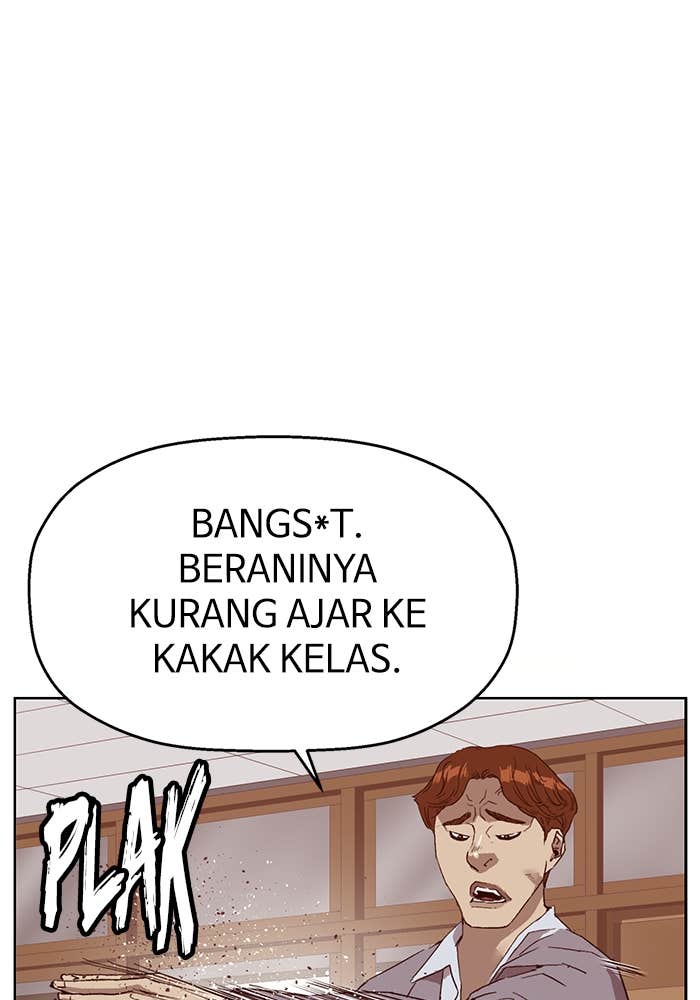 BANGS*T.
BERANINYA
KURANG AJAR KE
KAKAK KELAS.
PLAK